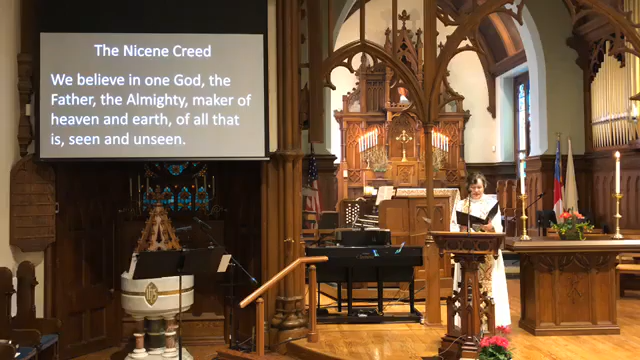 The Nicene Creed
We believe in one God, the
Father, the Almighty, maker of
heaven and earth, of all that
is, seen and unseen.